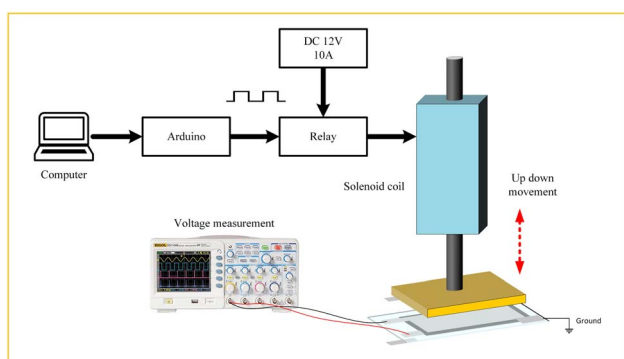 DC 12V
10A
Computer
Arduino
Relay
Solenoid coil
Up down
movement
Voltage measurement
Ground